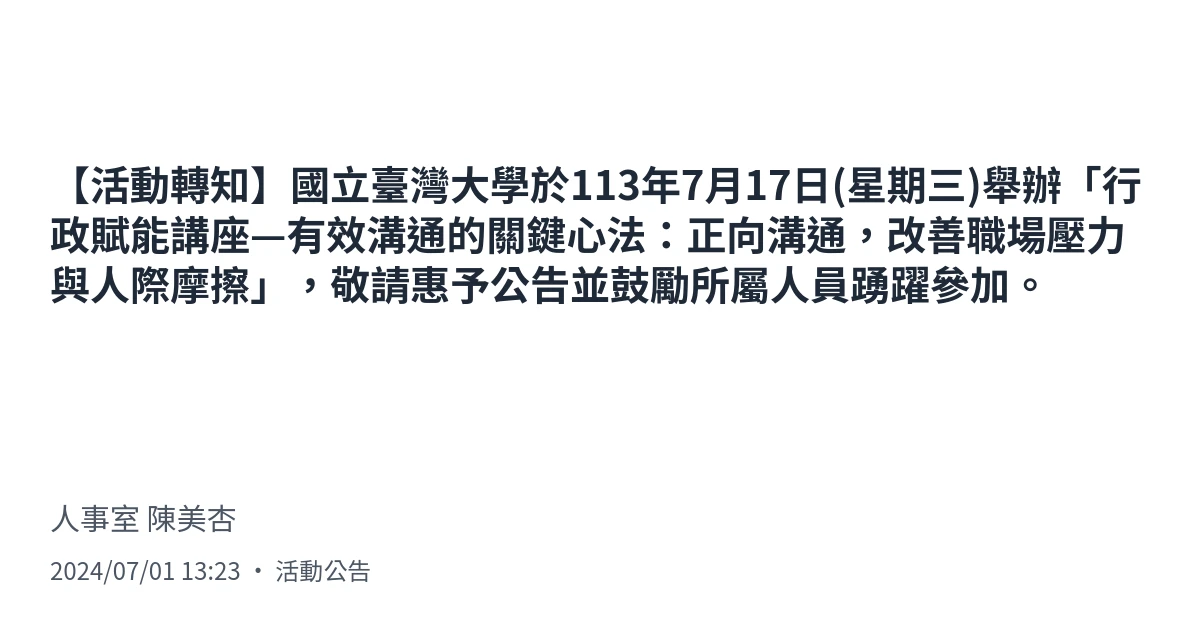 【活動轉知】國立臺灣大學於113年7月17日(星期三)舉辦「行
政賦能講座—有效溝通的關鍵心法：正向溝通，改善職場壓力
與人際摩擦」，敬請惠予公告並鼓勵所屬人員踴躍參加。
人事室 陳美杏
2024/07/01 13:23 • 活動公告